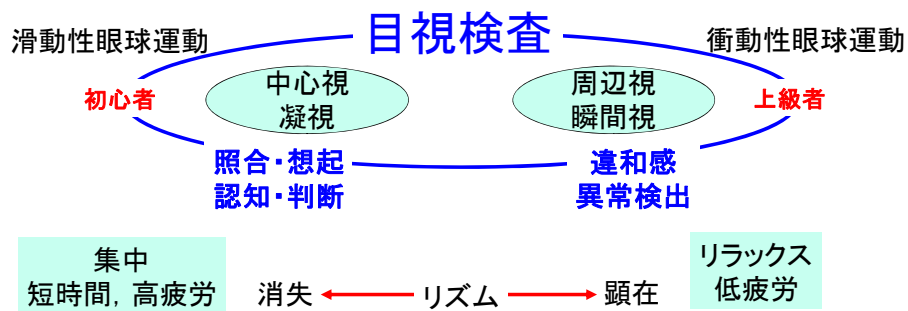 目視検査
滑動性眼球運動
衝動性眼球運動
初心者
中心視
凝視
周辺視
瞬間視
上級者
照合・想起
認知・判断
違和感
異常検出
集中
短時間, 高疲労
消失
リズム
顕在
リラックス
低疲労